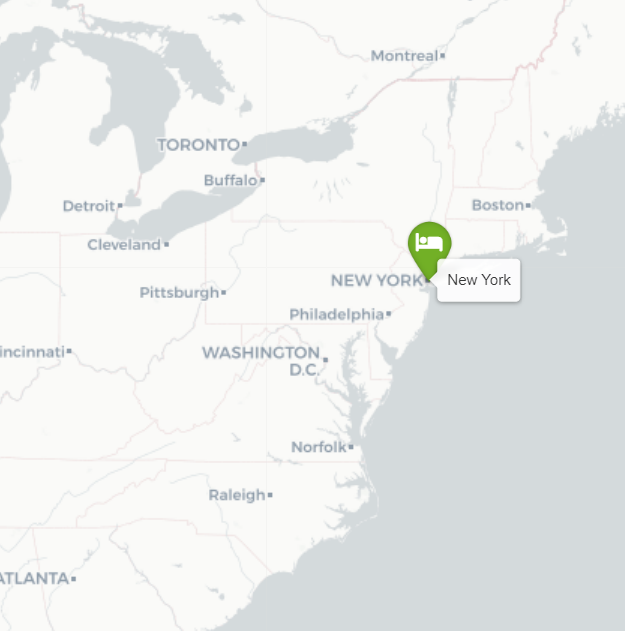 Montreal
TORONTO
Buffalo
Detroit
Boston
Cleveland
NEW YORK
New York
Pittsburgh
Philadelphia
incinnati
WASHINGTON
D.C.
Norfolk
Raleigh
ATLANTA